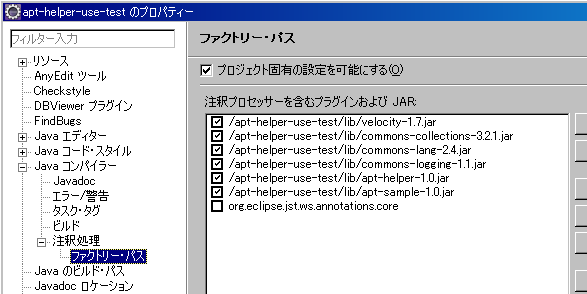 apt-helper-use-test のプロパティー
フィルター入力
リソース
AnyEdit ツール
Checkstyle
DBViewer プラグイン
FindBugs
Java エディター
Java コード・スタイル
Java コンパイラー
Javadoc
エラー/警告
タスク・タグ
ビルド
注釈処理
ファクトリー・パス
Java のビルド・パス
Javadoc ロケーション
ファクトリー・パス
プロジェクト固有の設定を可能にする(O)
注釈プロセッサーを含むプラグインおよび JAR:
/apt-helper-use-test/lib/velocity-1.7.jar
/apt-helper-use-test/lib/commons-collections-3.2.1.jar
/apt-helper-use-test/lib/commons-lang-2.4.jar
/apt-helper-use-test/lib/commons-logging-1.1.jar
/apt-helper-use-test/lib/apt-helper-1.0.jar
/apt-helper-use-test/lib/apt-sample-1.0.jar
org.eclipse.jst.ws.annotations.core